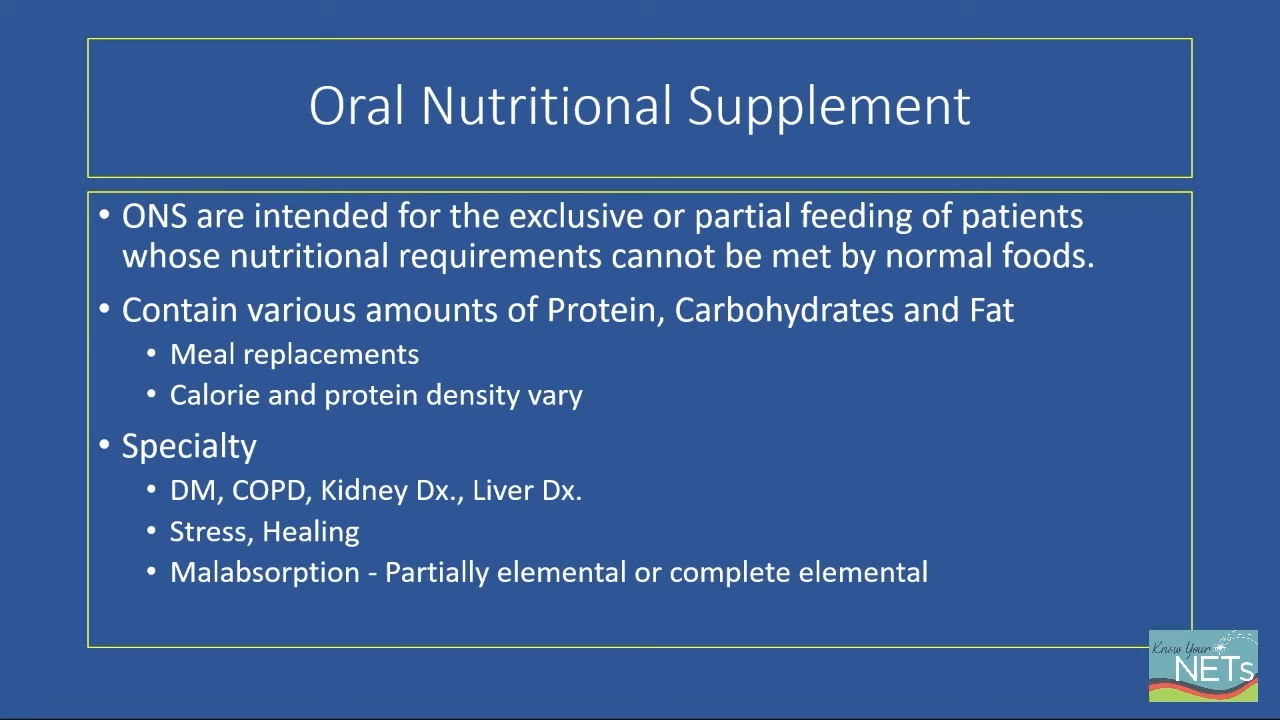 Oral Nutritional Supplement
• ONS are intended for the exclusive or partial feeding of patients
whose nutritional requirements cannot be met by normal foods.
• Contain various amounts of Protein, Carbohydrates and Fat
• Meal replacements
• Calorie and protein density vary
• Specialty
• DM, COPD, Kidney Dx., Liver Dx.
• Stress, Healing
• Malabsorption - Partially elemental or complete elemental
Know Your
NETs